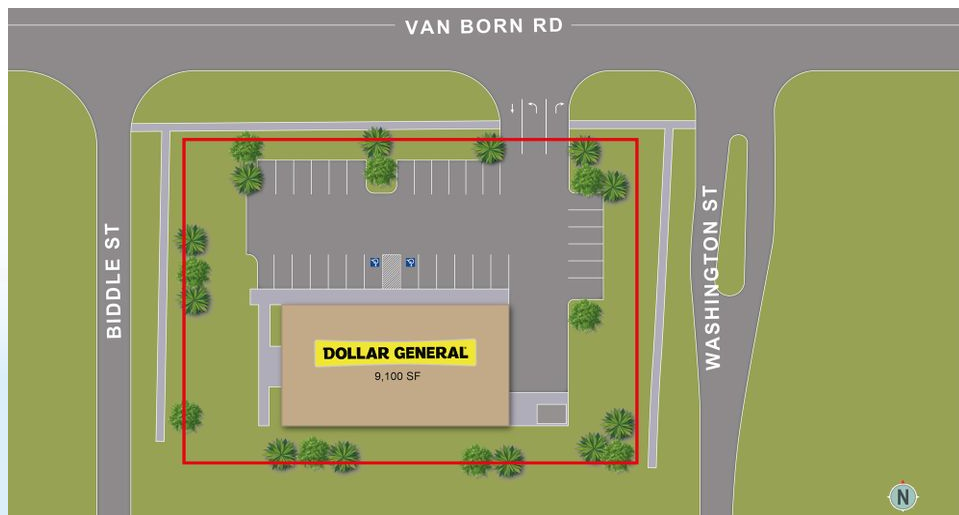 VAN BORN RD
BIDDLE ST
WASHINGTON ST
DOLLAR GENERAL
9,100 SF
N